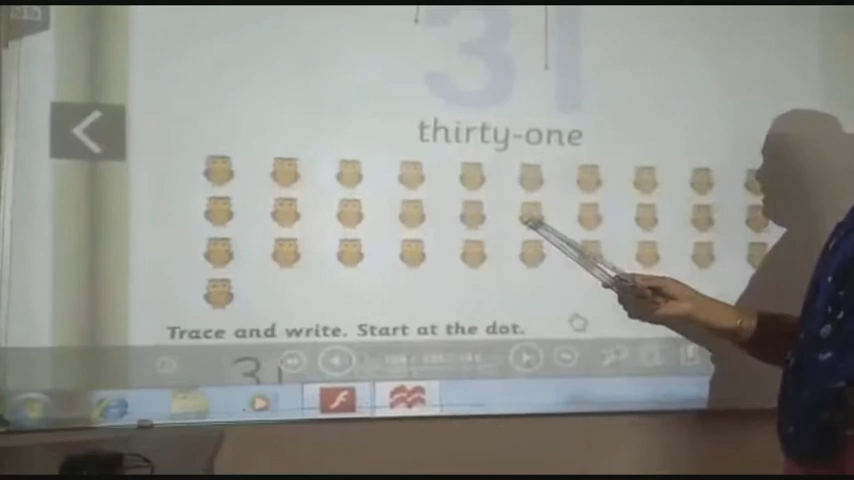 31
thirty-one
Trace and write. Start at the dot.
31